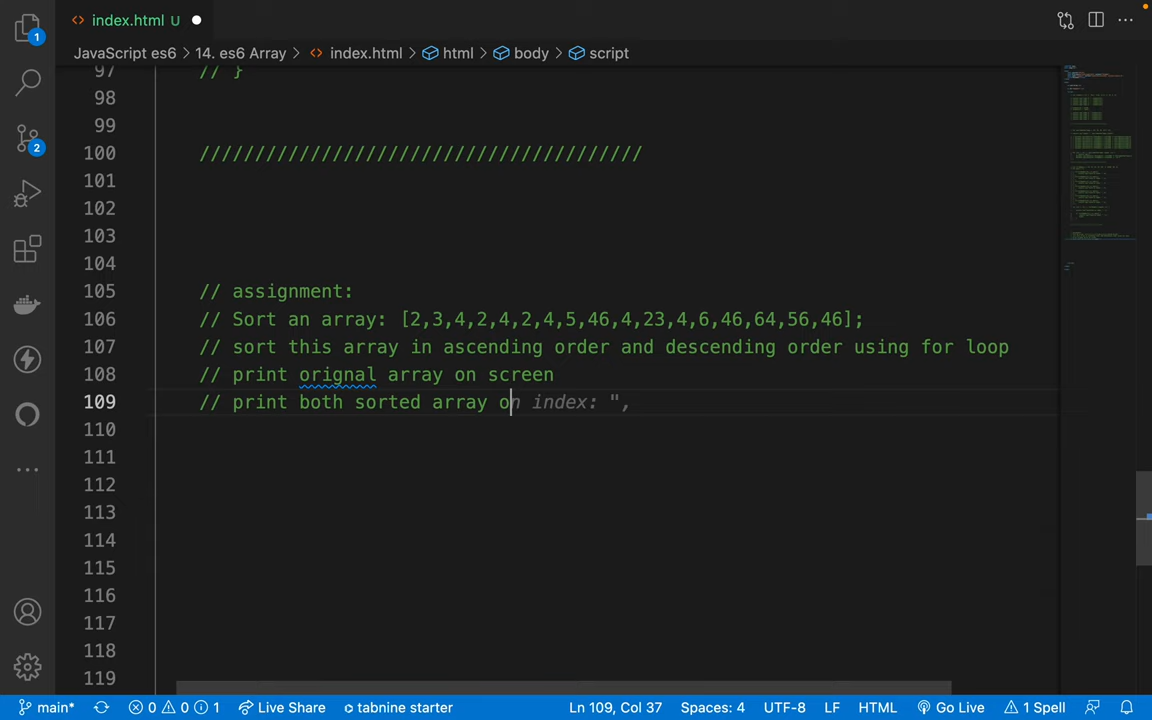 index.html U
1
JavaScript es6 > 14. es6 Array > index.html > html > body > script
97 // }
98
99
100 ////////////////////////////////////////
101
102
103
104
105 // assignment:
106 // Sort an array: [2,3,4,2,4,2,4,5,46,4,23,4,6,46,64,56,46];
107 // sort this array in ascending order and descending order using for loop
108 // print orignal array on screen
109 // print both sorted array on index: ",
110
111
112
113
114
115
116
117
118
119
2
main* 0 0 1 Live Share tabnine starter Ln 109, Col 37 Spaces: 4 UTF-8 LF HTML Go Live 1 Spell